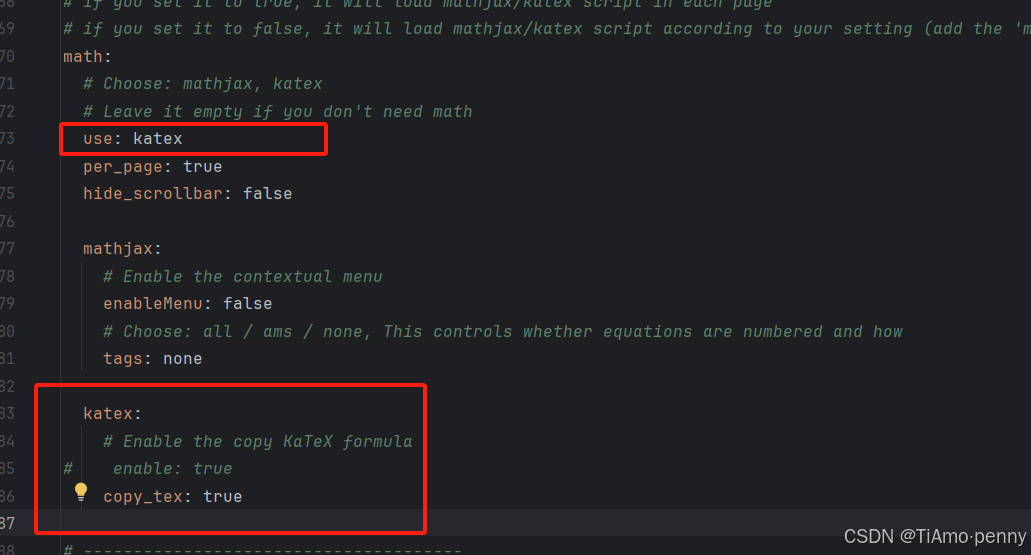 68 # if you set it to true, it will load mathjax/katex script in each page
69 # if you set it to false, it will load mathjax/katex script according to your setting (add the 'm
70 math:
71 # Choose: mathjax, katex
72 # Leave it empty if you don't need math
73 use: katex
74 per_page: true
75 hide_scrollbar: false
76
77 mathjax:
78 # Enable the contextual menu
79 enableMenu: false
80 # Choose: all / ams / none, This controls whether equations are numbered and how
81 tags: none
82
83 katex:
84 # Enable the copy KaTeX formula
85 # enable: true
86 copy_tex: true
87
88 # --------------------------------------
CSDN @TiAmo·penny